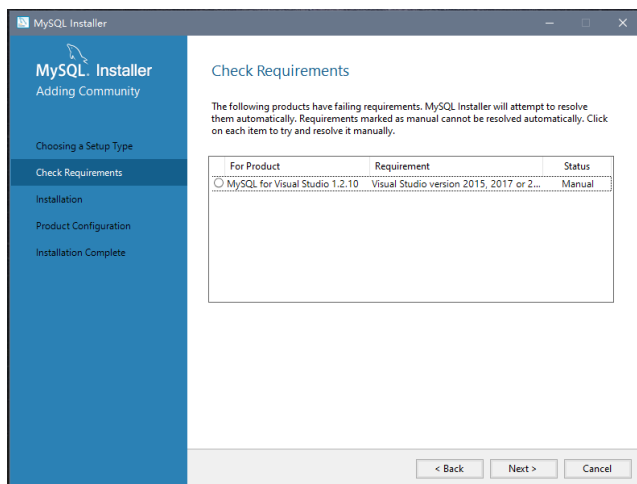 MySQL Installer
MySQL. Installer
Adding Community
Choosing a Setup Type
Check Requirements
Installation
Product Configuration
Installation Complete
Check Requirements
The following products have failing requirements. MySQL Installer will attempt to resolve
them automatically. Requirements marked as manual cannot be resolved automatically. Click
on each item to try and resolve it manually.
For Product Requirement Status
MySQL for Visual Studio 1.2.10 Visual Studio version 2015, 2017 or 2... Manual
< Back Next > Cancel